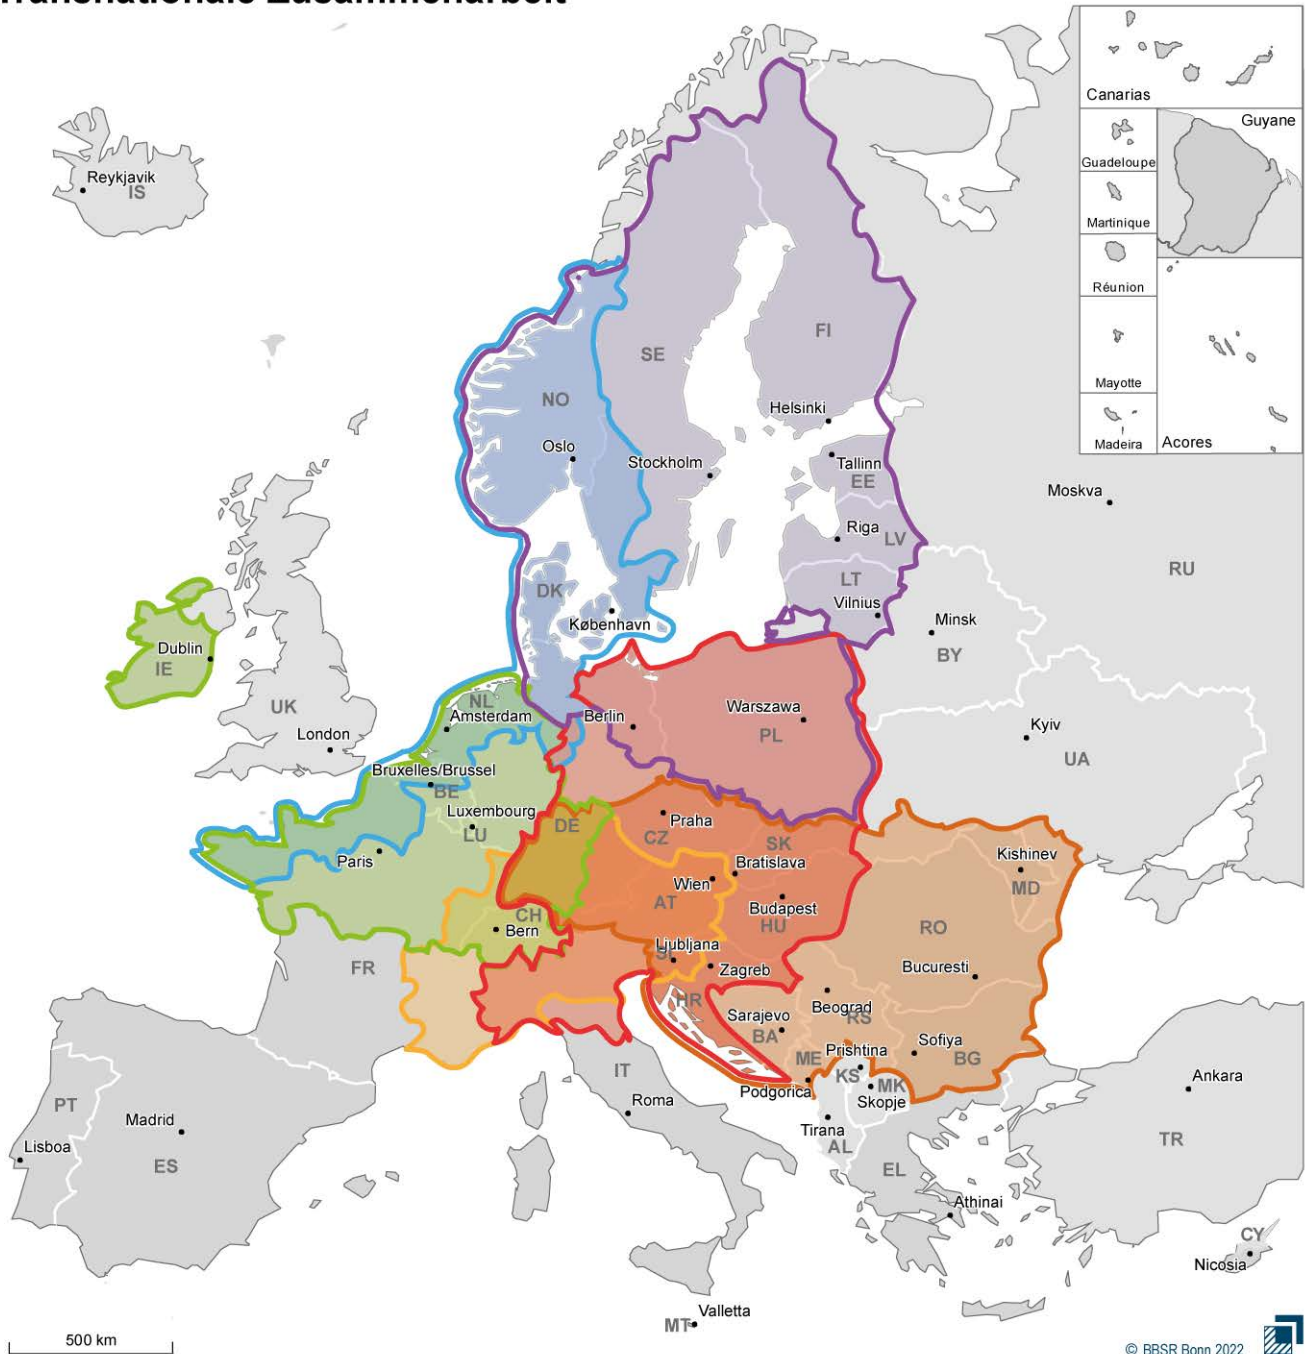 Transnationale Zusammenarbeit
Canarias
Guyane
Guadeloupe
Martinique
Réunion
Mayotte
Madeira
Acores
Reykjavik
IS
FI
SE
NO
Helsinki
Oslo
Stockholm
Tallinn
EE
Moskva
Riga
LV
RU
LT
DK
Vilnius
København
Minsk
BY
Dublin
IE
UK
London
NL
Amsterdam
Berlin
Warszawa
PL
Kyiv
UA
Bruxelles/Brussel
BE
Luxembourg
LU
DE
Praha
CZ
SK
Paris
Bratislava
Kishinev
MD
Wien
AT
Budapest
HU
CH
Bern
RO
Ljubljana
SI
Zagreb
FR
Bucuresti
HR
Beograd
RS
Sarajevo
BA
Sofiya
BG
ME
Prishtina
KS
MK
Skopje
Podgorica
IT
Roma
Tirana
AL
EL
Athinai
Ankara
TR
PT
Madrid
Lisboa
ES
CY
Nicosia
Valletta
MT
500 km
© BBSR Bonn 2022